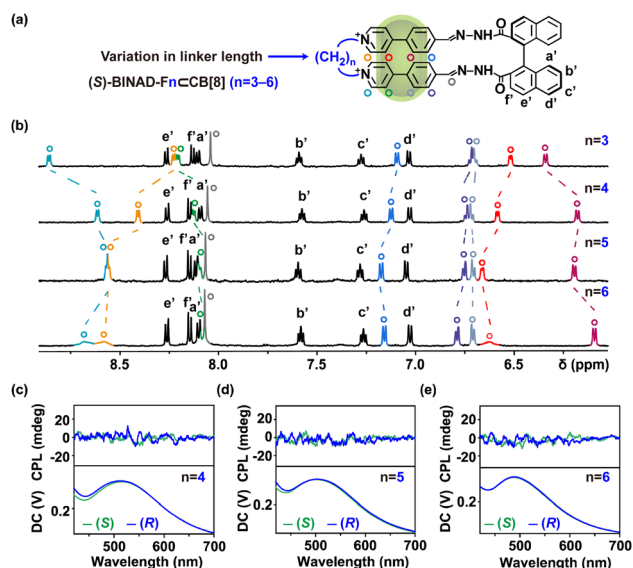 (a)
Variation in linker length
(S)-BINAD-Fn⊂CB[8] (n=3–6)
(CH₂)n
N⁺
N⁺
N-NH
N-NH
O
O
a'
b'
c'
d'
e'
f'
(b)
e' f' a' b' c' d' n=3
n=4
e' f' a' b' c' d' n=5
e' f' a' b' c' d' n=6
e' f' a' b' c' d'
8.5 8.0 7.5 7.0 6.5 δ (ppm)
(c) (d) (e)
CPL (mdeg) 20 0 -20
DC (V) 0.2
n=4
(S) (R)
500 600 700
Wavelength (nm)
CPL (mdeg) 20 0 -20
DC (V) 0.2
n=5
(S) (R)
500 600 700
Wavelength (nm)
CPL (mdeg) 20 0 -20
DC (V) 0.2
n=6
(S) (R)
500 600 700
Wavelength (nm)